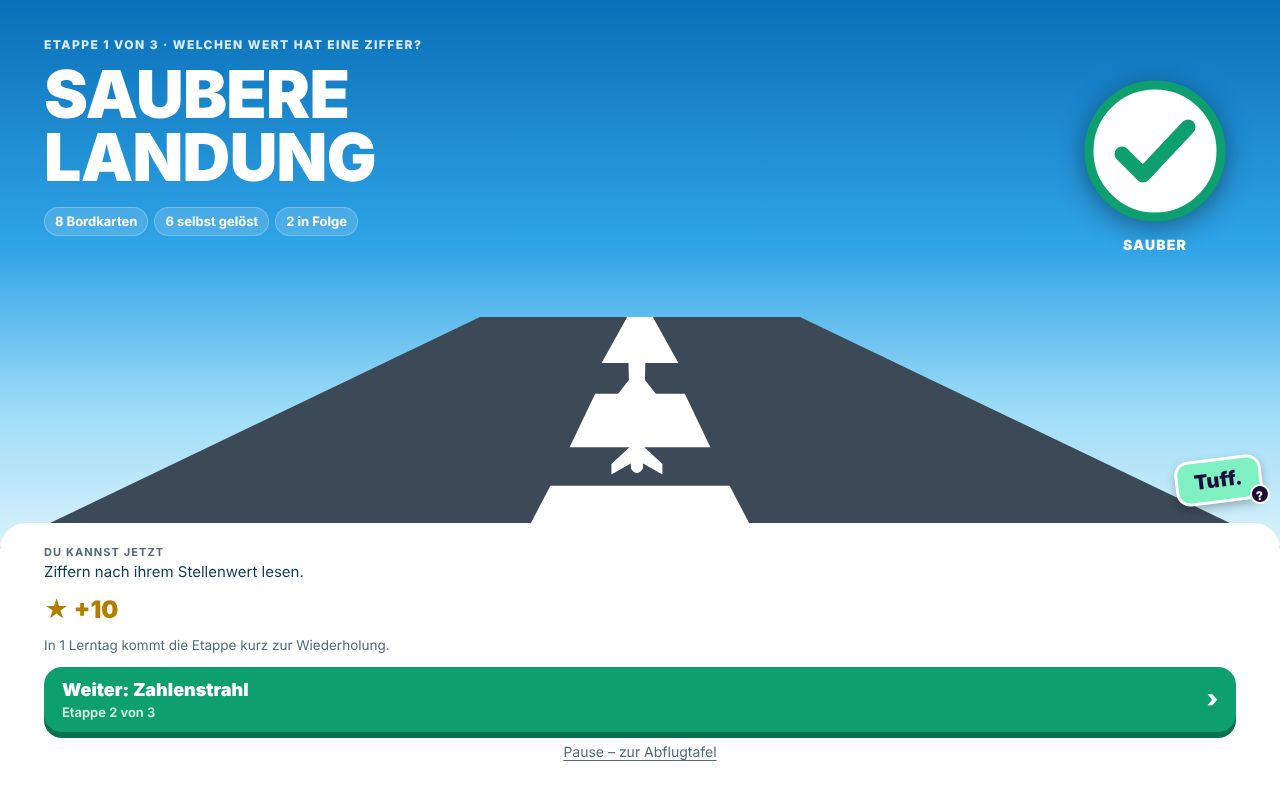 ETAPPE 1 VON 3 · WELCHEN WERT HAT EINE ZIFFER?
SAUBERE
LANDUNG
8 Bordkarten
6 selbst gelöst
2 in Folge
SAUBER
Tuff.
?
DU KANNST JETZT
Ziffern nach ihrem Stellenwert lesen.
★ +10
In 1 Lerntag kommt die Etappe kurz zur Wiederholung.
Weiter: Zahlenstrahl
Etappe 2 von 3
›
Pause – zur Abflugtafel